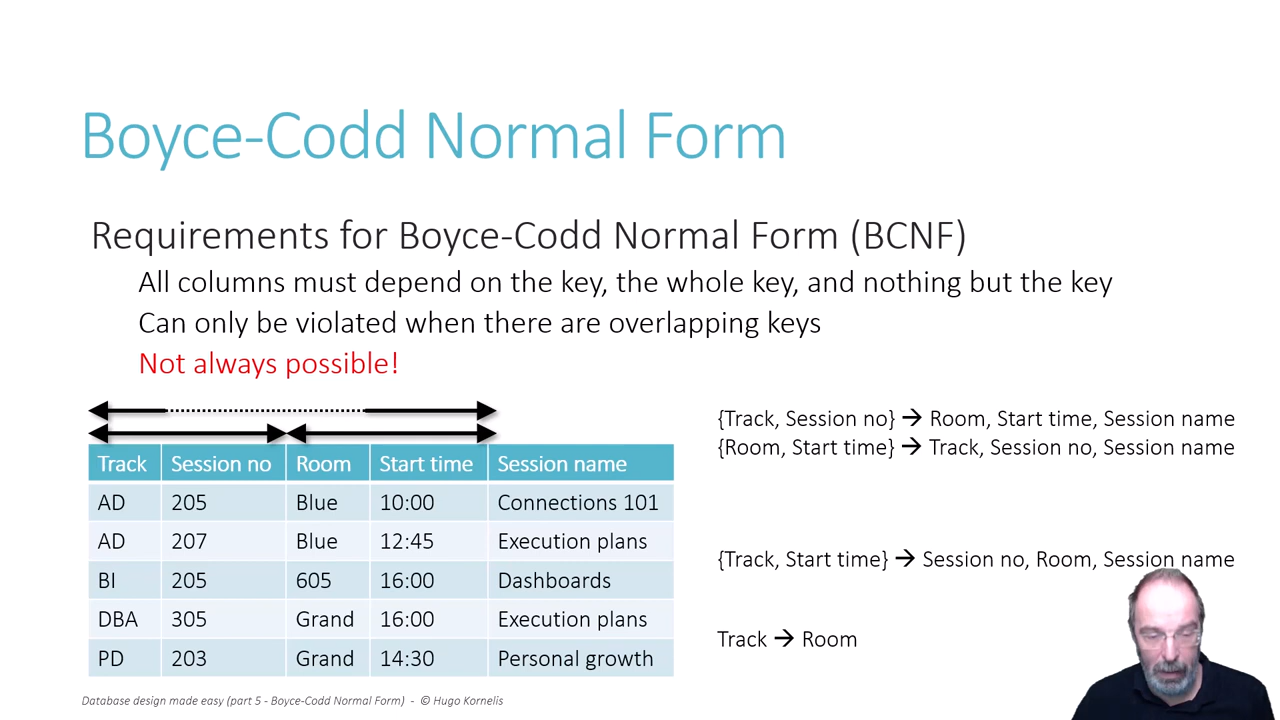 Boyce-Codd Normal Form
Requirements for Boyce-Codd Normal Form (BCNF)
All columns must depend on the key, the whole key, and nothing but the key
Can only be violated when there are overlapping keys
Not always possible!
Track Session no Room Start time Session name
AD 205 Blue 10:00 Connections 101
AD 207 Blue 12:45 Execution plans
BI 205 605 16:00 Dashboards
DBA 305 Grand 16:00 Execution plans
PD 203 Grand 14:30 Personal growth
{Track, Session no} → Room, Start time, Session name
{Room, Start time} → Track, Session no, Session name
{Track, Start time} → Session no, Room, Session name
Track → Room
Database design made easy (part 5 - Boyce-Codd Normal Form) - © Hugo Kornelis